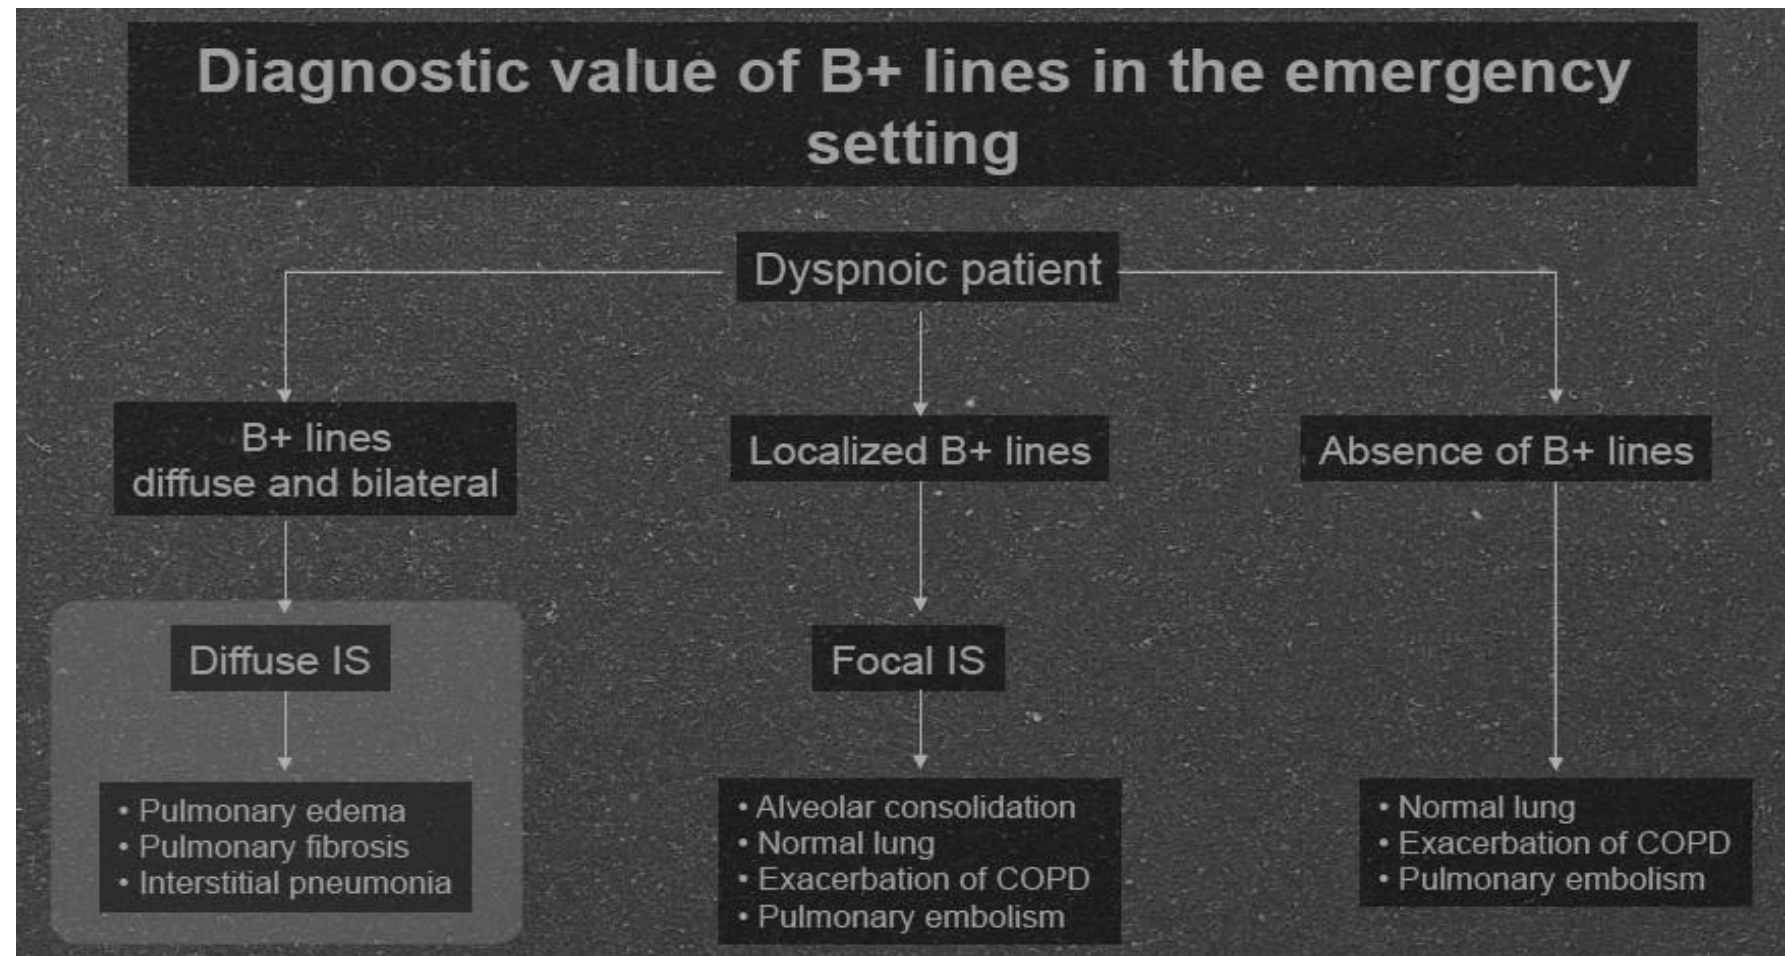 Diagnostic value of B+ lines in the emergency
setting
Dyspnoic patient
B+ lines
diffuse and bilateral
Localized B+ lines
Absence of B+ lines
Diffuse IS
Focal IS
• Pulmonary edema
• Pulmonary fibrosis
• Interstitial pneumonia
• Alveolar consolidation
• Normal lung
• Exacerbation of COPD
• Pulmonary embolism
• Normal lung
• Exacerbation of COPD
• Pulmonary embolism